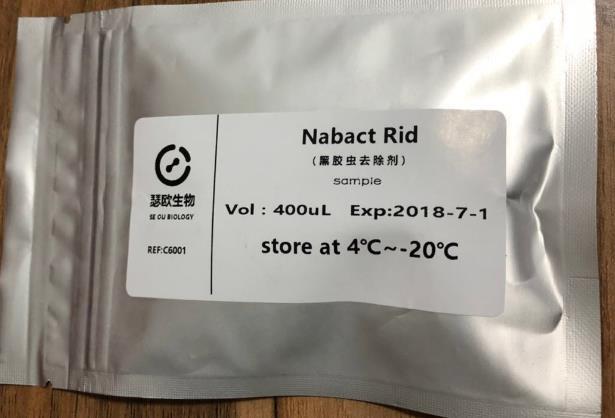 瑟欧生物
SE OU BIOLOGY
REF:C6001
Nabact Rid
（黑胶虫去除剂）
sample
Vol : 400uL Exp:2018-7-1
store at 4℃~-20℃